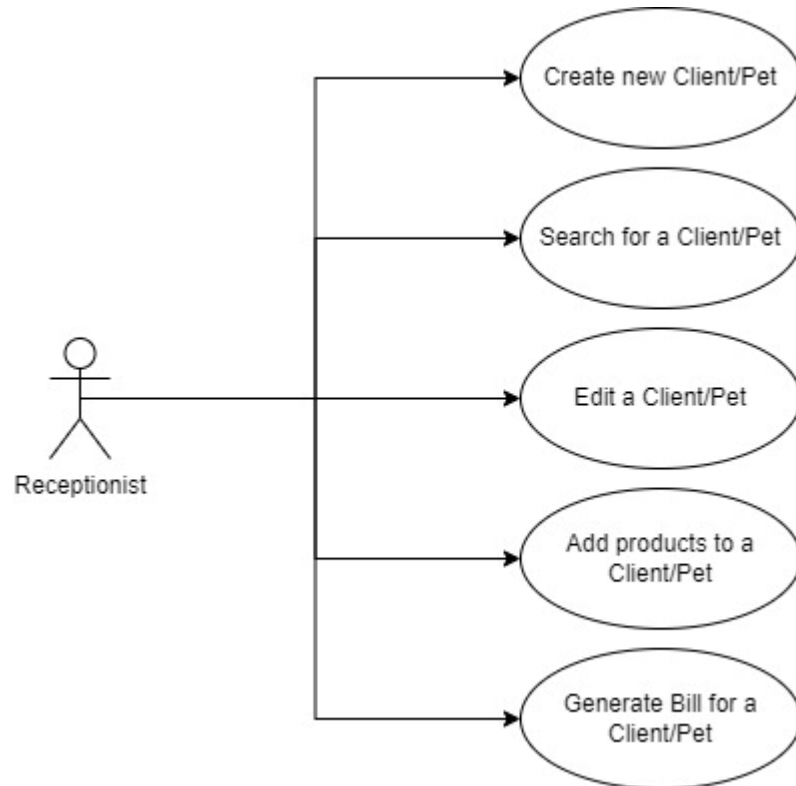 Create new Client/Pet
Search for a Client/Pet
Edit a Client/Pet
Receptionist
Add products to a
Client/Pet
Generate Bill for a
Client/Pet